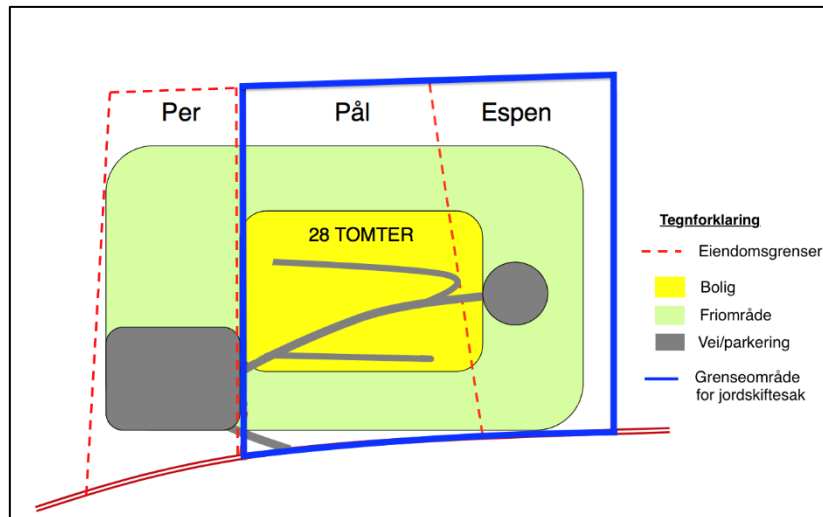 Per
Pål
Espen
28 TOMTER
Tegnforklaring
Eiendomsgrenser
Bolig
Friområde
Vei/parkering
Grenseområde
for jordskiftesak